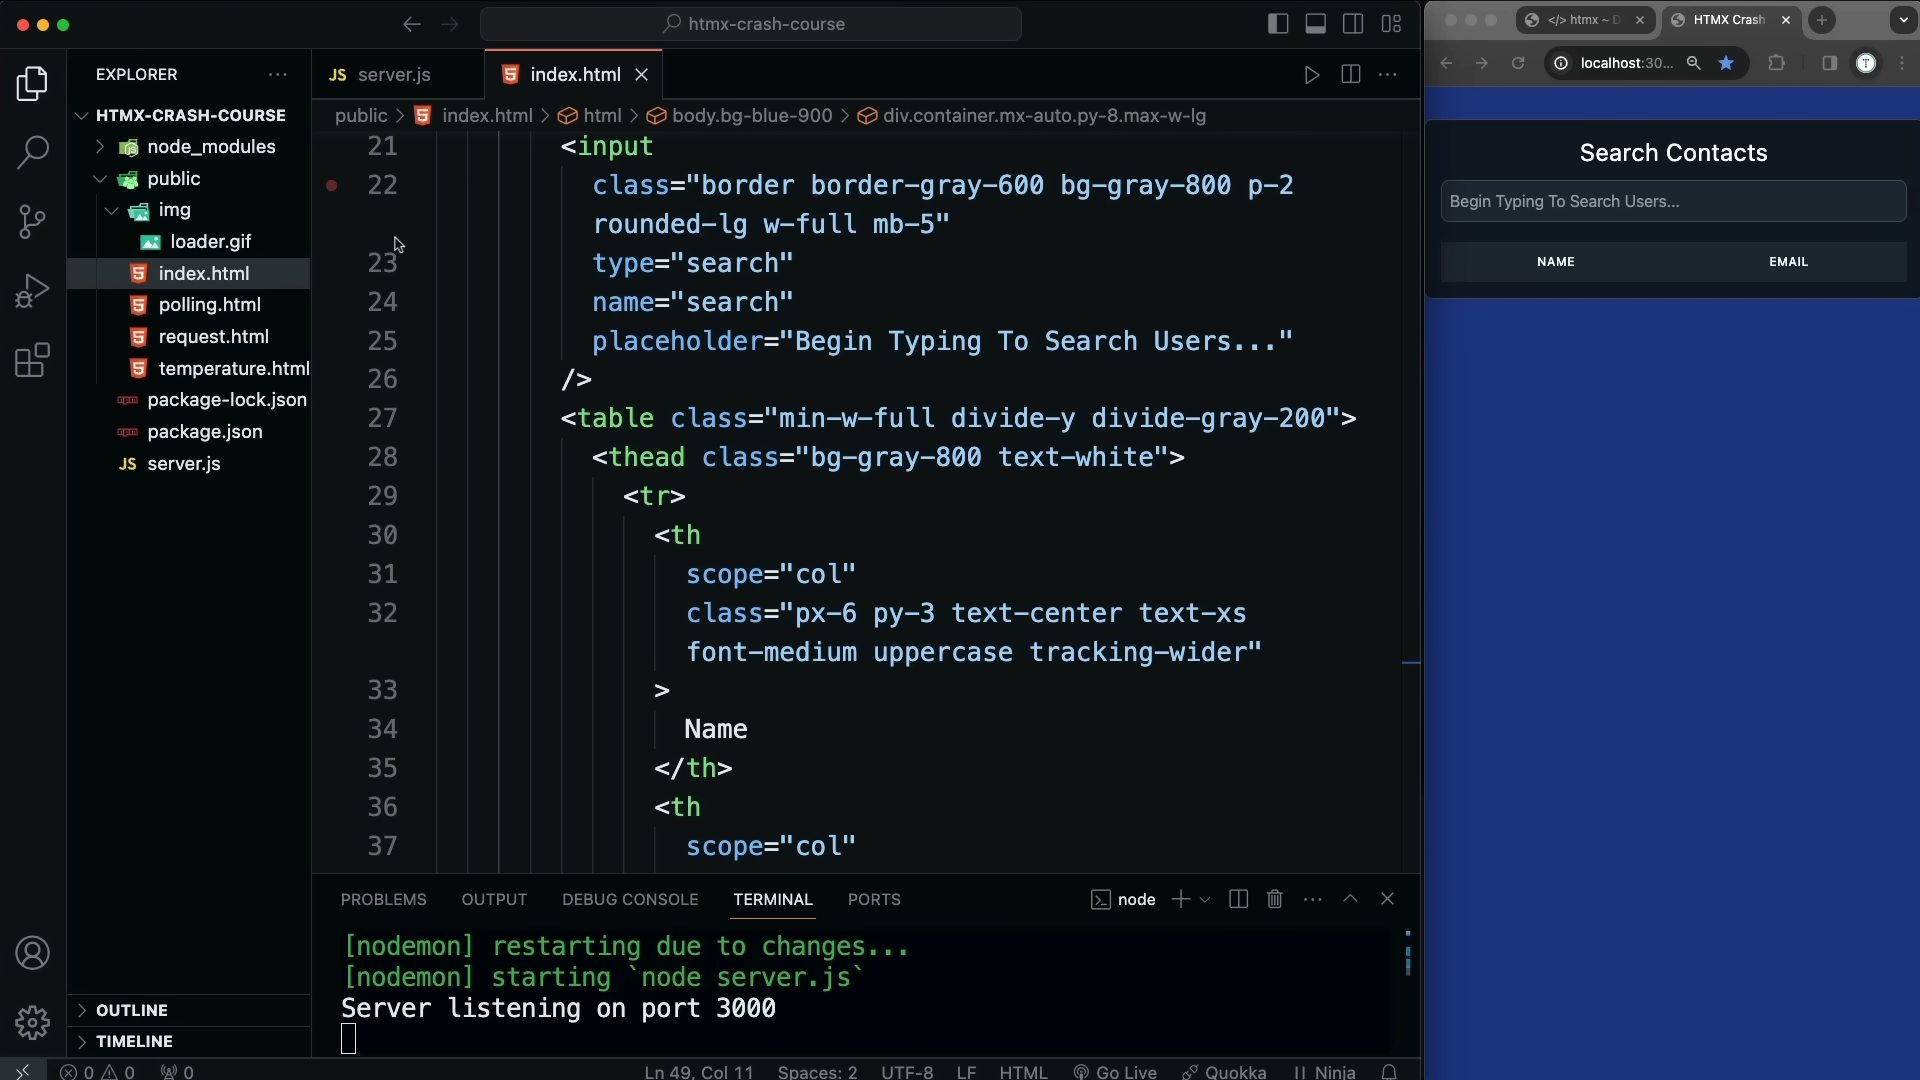 htmx-crash-course
EXPLORER
HTMX-CRASH-COURSE
node_modules
public
img
loader.gif
index.html
polling.html
request.html
temperature.html
package-lock.json
package.json
JS server.js
OUTLINE
TIMELINE
JS server.js
index.html
public > index.html > html > body.bg-blue-900 > div.container.mx-auto.py-8.max-w-lg
21 <input
22 class="border border-gray-600 bg-gray-800 p-2
rounded-lg w-full mb-5"
23 type="search"
24 name="search"
25 placeholder="Begin Typing To Search Users..."
26 />
27 <table class="min-w-full divide-y divide-gray-200">
28 <thead class="bg-gray-800 text-white">
29 <tr>
30 <th
31 scope="col"
32 class="px-6 py-3 text-center text-xs
font-medium uppercase tracking-wider"
33 >
34 Name
35 </th>
36 <th
37 scope="col"
PROBLEMS OUTPUT DEBUG CONSOLE TERMINAL PORTS
node
[nodemon] restarting due to changes...
[nodemon] starting `node server.js`
Server listening on port 3000
0 0 0
Ln 49, Col 11 Spaces: 2 UTF-8 LF HTML Go Live Quokka Ninja
</> htmx ~ D
HTMX Crash
localhost:30...
T
Search Contacts
Begin Typing To Search Users...
NAME EMAIL